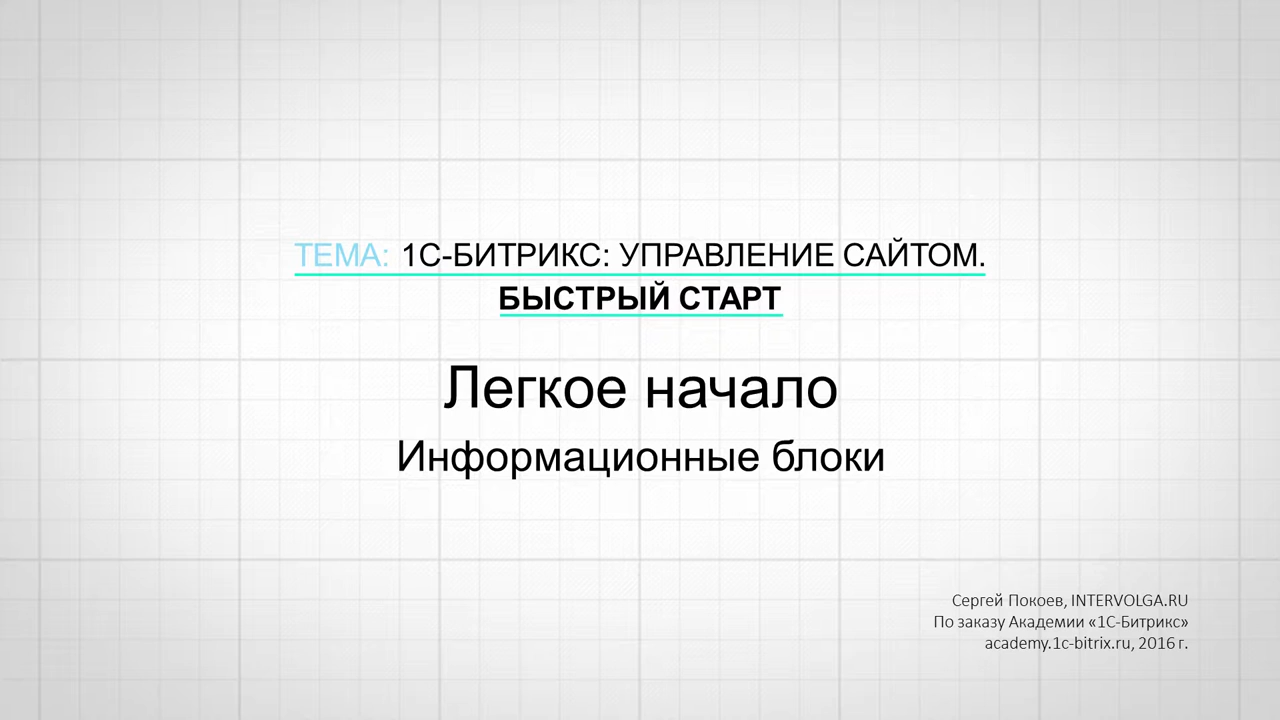 ТЕМА: 1С-БИТРИКС: УПРАВЛЕНИЕ САЙТОМ.
БЫСТРЫЙ СТАРТ
Легкое начало
Информационные блоки
Сергей Покоев, INTERVOLGA.RU
По заказу Академии «1С-Битрикс»
academy.1c-bitrix.ru, 2016 г.